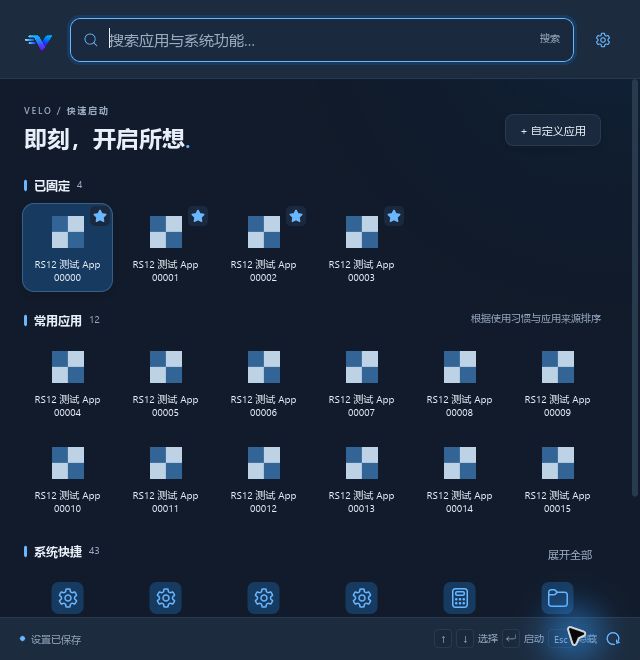 搜索应用与系统功能...
搜索
VELO / 快速启动
即刻，开启所想.
+ 自定义应用
已固定 4
RS12 测试 App 00000
RS12 测试 App 00001
RS12 测试 App 00002
RS12 测试 App 00003
常用应用 12
根据使用习惯与应用来源排序
RS12 测试 App 00004
RS12 测试 App 00005
RS12 测试 App 00006
RS12 测试 App 00007
RS12 测试 App 00008
RS12 测试 App 00009
RS12 测试 App 00010
RS12 测试 App 00011
RS12 测试 App 00012
RS12 测试 App 00013
RS12 测试 App 00014
RS12 测试 App 00015
系统快捷 43
展开全部
设置已保存
↑ ↓ 选择 ↵ 启动 Esc